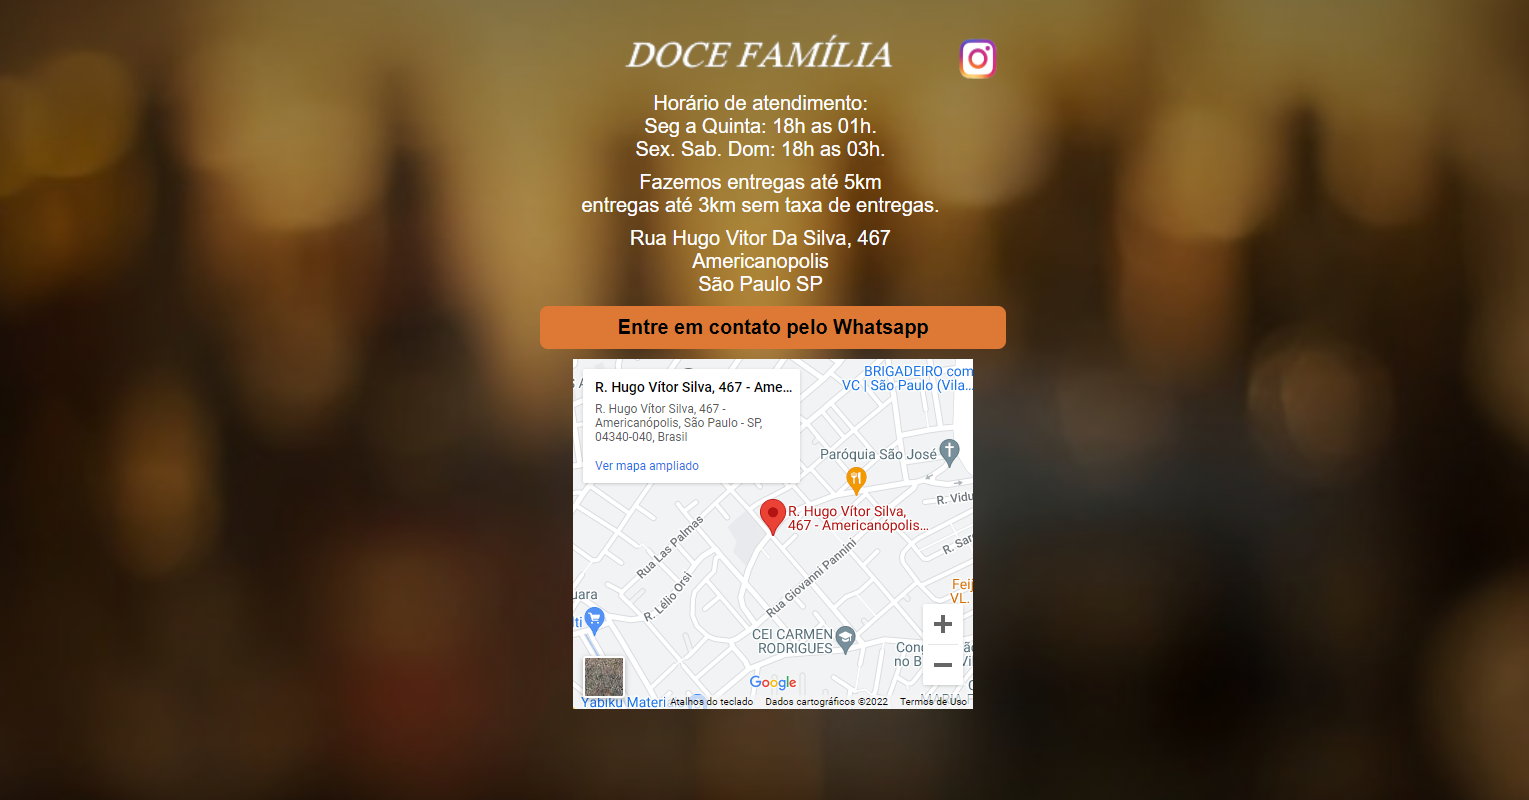 DOCE FAMÍLIA
Horário de atendimento:
Seg a Quinta: 18h as 01h.
Sex. Sab. Dom: 18h as 03h.
Fazemos entregas até 5km
entregas até 3km sem taxa de entregas.
Rua Hugo Vitor Da Silva, 467
Americanopolis
São Paulo SP
Entre em contato pelo Whatsapp
R. Hugo Vítor Silva, 467 - Ame...
R. Hugo Vítor Silva, 467 -
Americanópolis, São Paulo - SP,
04340-040, Brasil
Ver mapa ampliado
BRIGADEIRO com
VC | São Paulo (Vila...
Paróquia São José
R. Vidu
R. Hugo Vítor Silva,
467 - Americanópolis...
R. Sar
Rua Las Palmas
R. Lélio Orsi
Rua Giovanni Pannini
Feij
VL.
uara
ti
CEI CARMEN
RODRIGUES
Cong
no B
Google
Yabiku Materi
Atalhos do teclado
Dados cartográficos ©2022
Termos de Uso